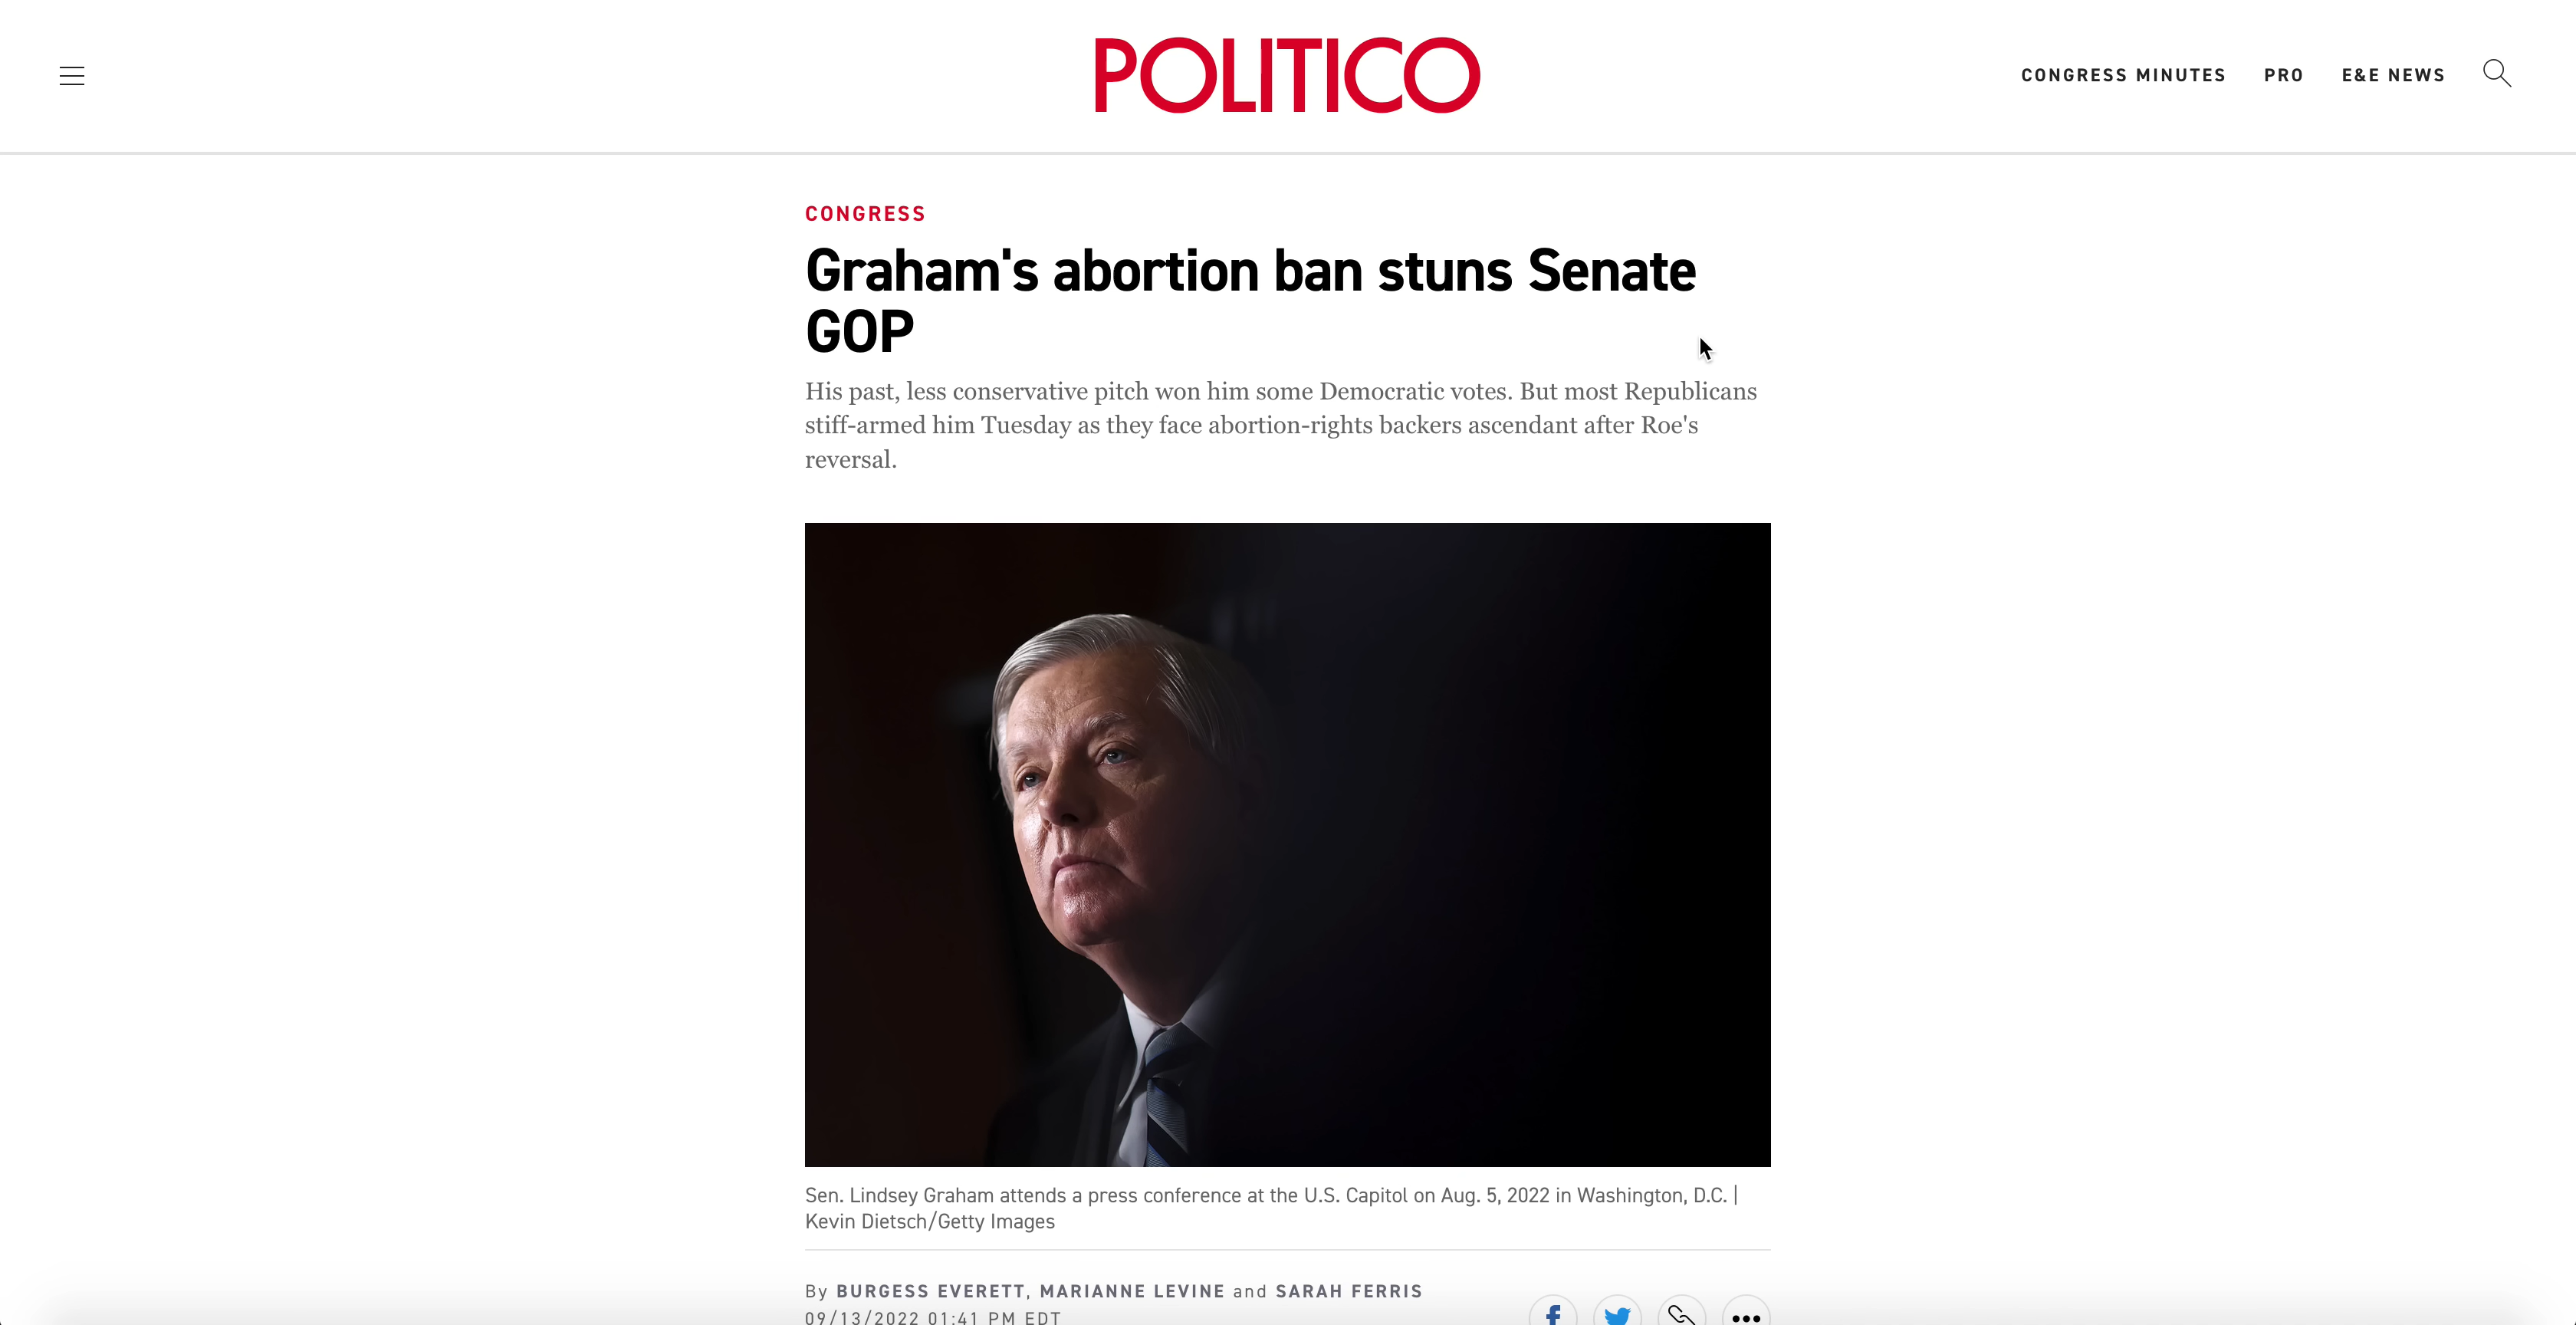 POLITICO
CONGRESS MINUTES PRO E&E NEWS
CONGRESS
Graham's abortion ban stuns Senate
GOP
His past, less conservative pitch won him some Democratic votes. But most Republicans
stiff-armed him Tuesday as they face abortion-rights backers ascendant after Roe's
reversal.
Sen. Lindsey Graham attends a press conference at the U.S. Capitol on Aug. 5, 2022 in Washington, D.C. |
Kevin Dietsch/Getty Images
By BURGESS EVERETT, MARIANNE LEVINE and SARAH FERRIS
09/13/2022 01:41 PM EDT